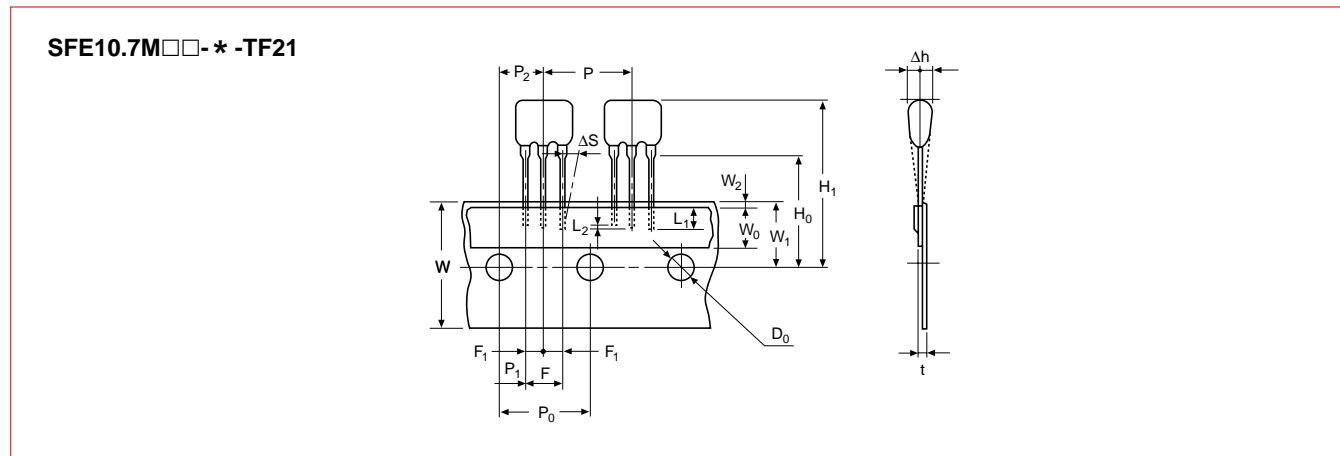 SFE10.7M□□-＊-TF21
P₂ P Δh
ΔS
W₂
H₁
H₀
L₁
W₁
L₂ W₀
W
D₀
F₁ F₁
P₁ F
t
P₀